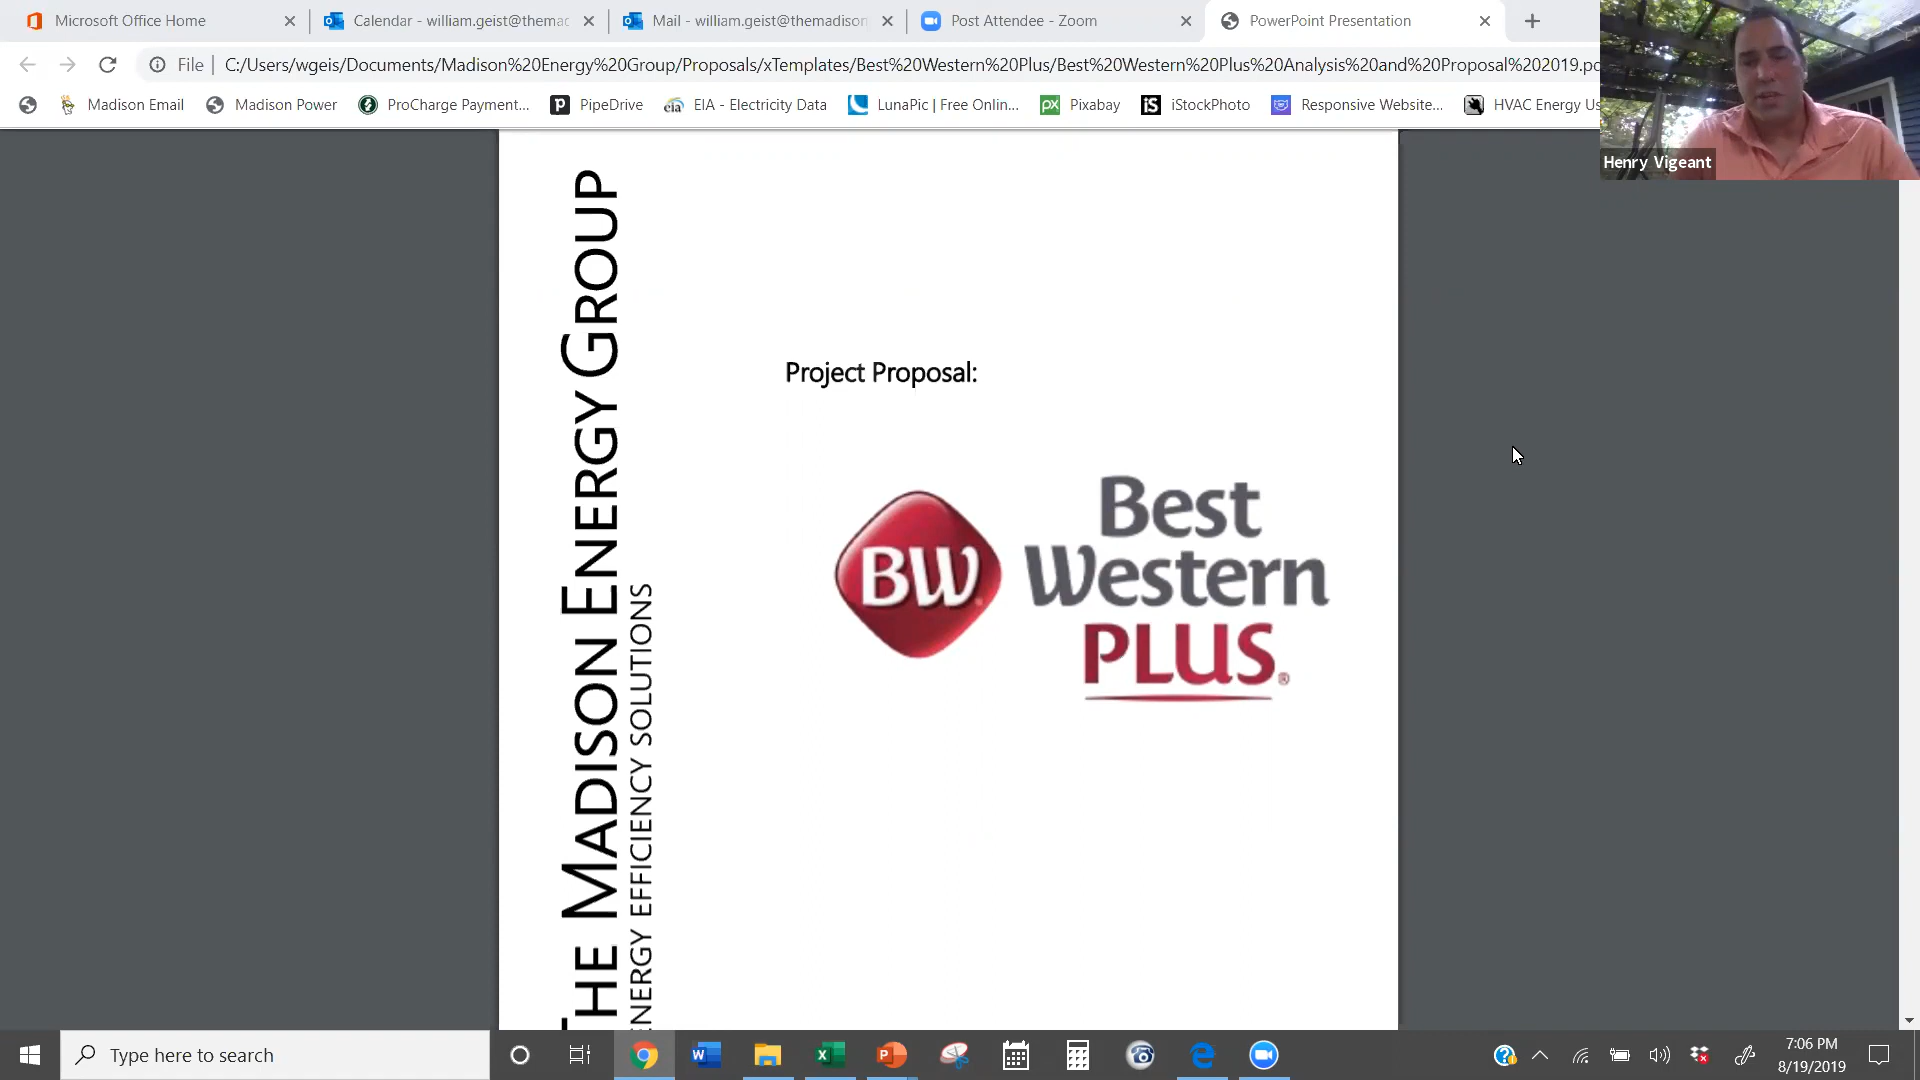 Microsoft Office Home
Calendar - william.geist@themad
Mail - william.geist@themadison
Post Attendee - Zoom
PowerPoint Presentation
File
C:/Users/wgeis/Documents/Madison%20Energy%20Group/Proposals/xTemplates/Best%20Western%20Plus/Best%20Western%20Plus%20Analysis%20and%20Proposal%202019.pd
Madison Email
Madison Power
ProCharge Payment...
PipeDrive
EIA - Electricity Data
LunaPic | Free Onlin...
Pixabay
iStockPhoto
Responsive Website...
HVAC Energy Us
Henry Vigeant
THE MADISON ENERGY GROUP
ENERGY EFFICIENCY SOLUTIONS
Project Proposal:
BW
Best
Western
PLUS®
Type here to search
7:06 PM
8/19/2019